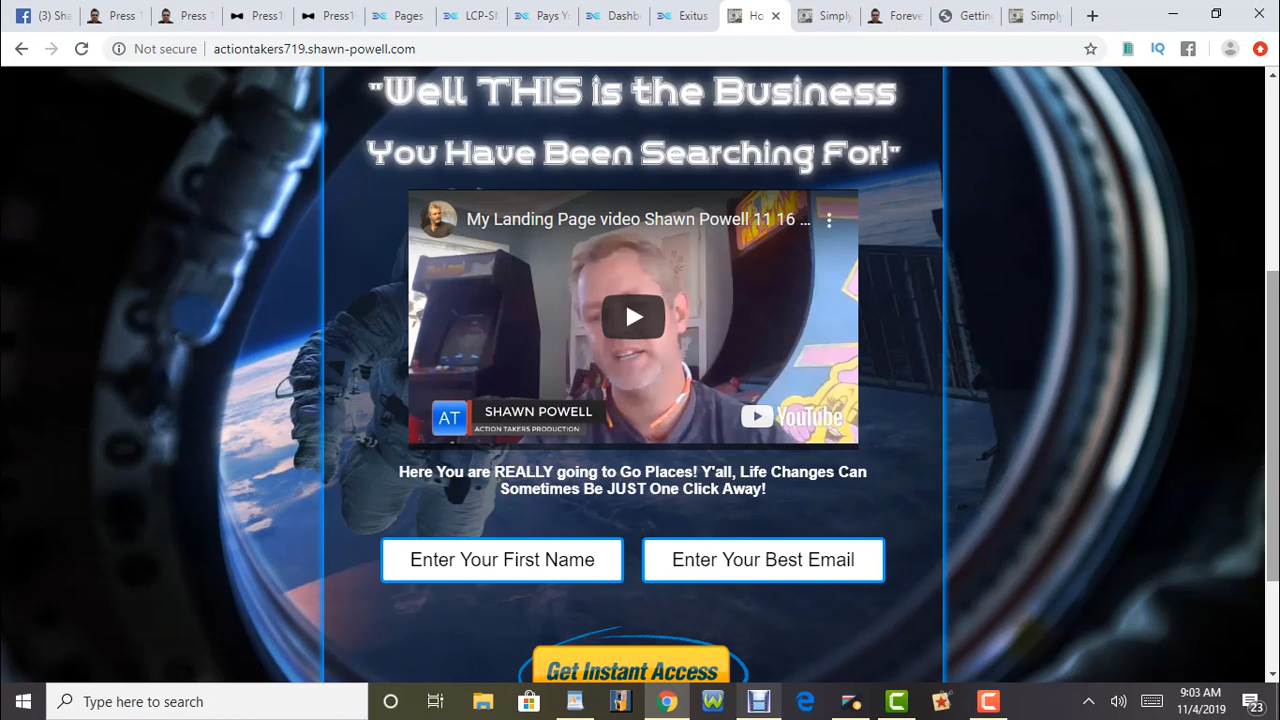 (3) Sha
Press 1
Press 1
Press1
Press1
Pages
LCP-S
Pays Y
Dashb
Exitus
Ho
Simply
Foreve
Gettin
Simply
Not secure
actiontakers719.shawn-powell.com
IQ
"Well THIS is the Business
You Have Been Searching For!"
My Landing Page video Shawn Powell 11 16 ...
AT
SHAWN POWELL
ACTION TAKERS PRODUCTION
YouTube
Here You are REALLY going to Go Places! Y'all, Life Changes Can
Sometimes Be JUST One Click Away!
Enter Your First Name
Enter Your Best Email
Get Instant Access
Type here to search
9:03 AM
11/4/2019
23